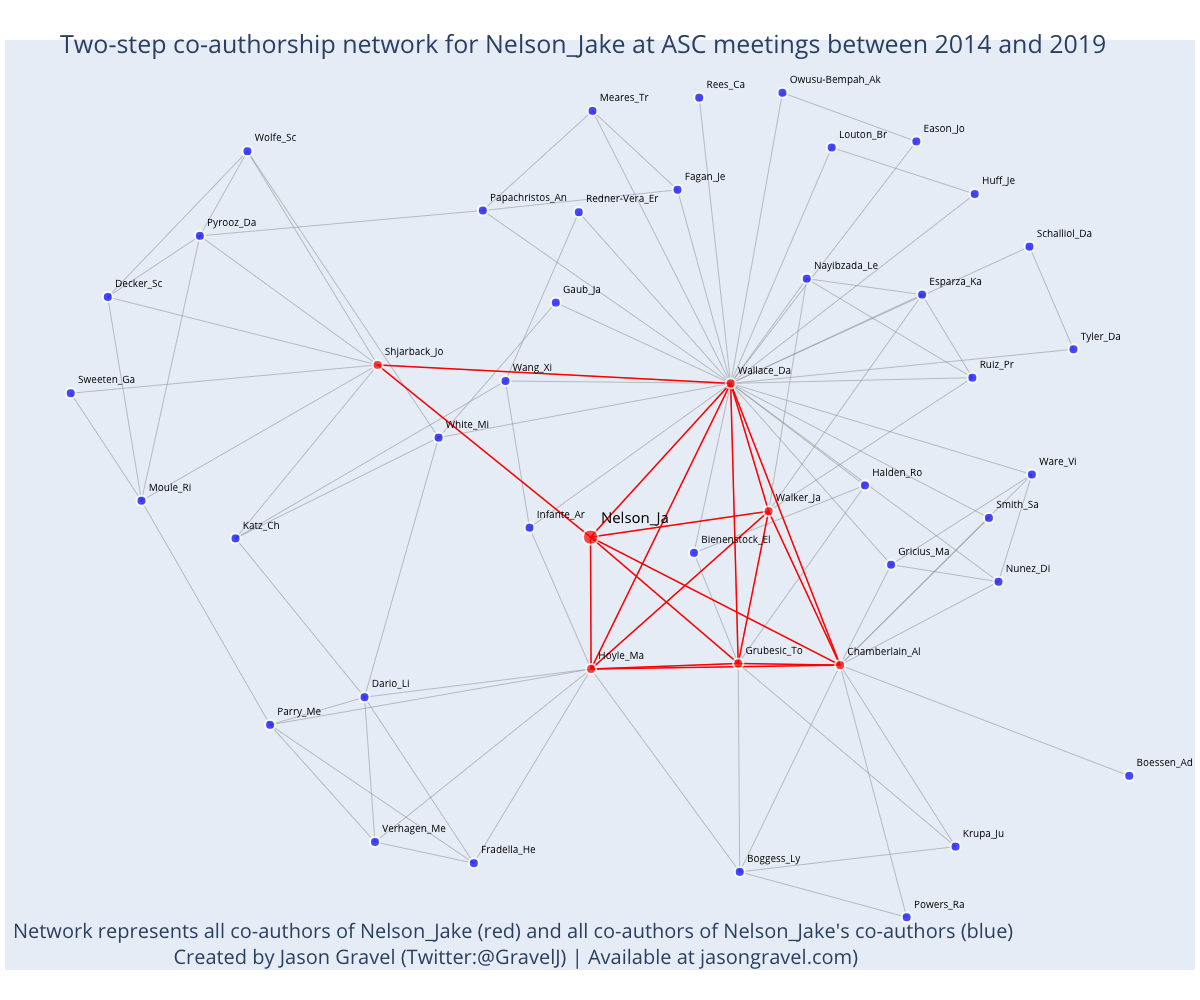 Two-step co-authorship network for Nelson_Jake at ASC meetings between 2014 and 2019
Rees_Ca
Owusu-Bempah_Ak
Meares_Tr
Eason_Jo
Louton_Br
Wolfe_Sc
Fagan_Je
Huff_Je
Papachristos_An
Redner-Vera_Er
Pyrooz_Da
Schalliol_Da
Nayibzada_Le
Decker_Sc
Esparza_Ka
Gaub_Ja
Tyler_Da
Shjarback_Jo
Ruiz_Pr
Wang_Xi
Wallace_Da
Sweeten_Ga
White_Mi
Ware_Vi
Halden_Ro
Moule_Ri
Walker_Ja
Smith_Sa
Infante_Ar
Nelson_Ja
Katz_Ch
Bienenstock_El
Gricius_Ma
Nunez_Di
Hoyle_Ma
Grubesic_To
Chamberlain_Al
Dario_Li
Parry_Me
Boessen_Ad
Verhagen_Me
Krupa_Ju
Fradella_He
Boggess_Ly
Powers_Ra
Network represents all co-authors of Nelson_Jake (red) and all co-authors of Nelson_Jake's co-authors (blue)
Created by Jason Gravel (Twitter:@GravelJ) | Available at jasongravel.com)